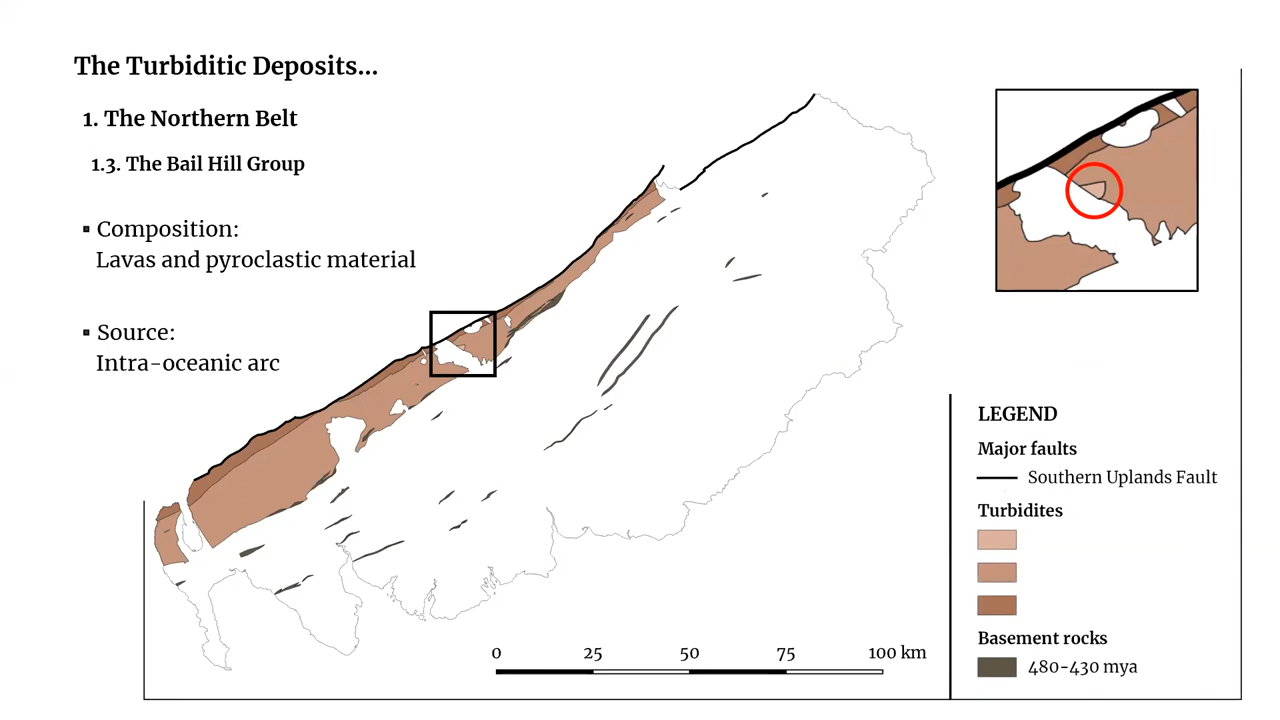 The Turbiditic Deposits...
1. The Northern Belt
1.3. The Bail Hill Group
▪ Composition:
Lavas and pyroclastic material
▪ Source:
Intra-oceanic arc
LEGEND
Major faults
Southern Uplands Fault
Turbidites
Basement rocks
480-430 mya
0 25 50 75 100 km